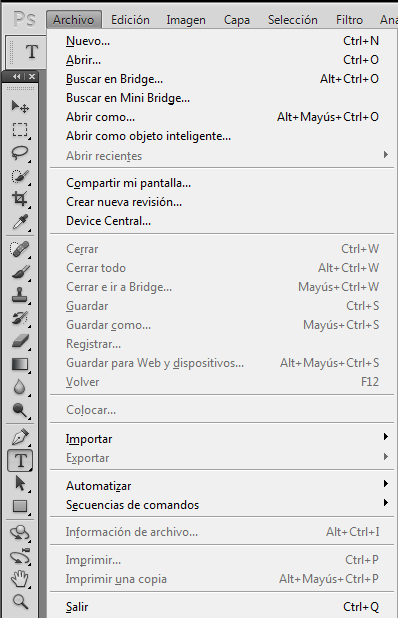 Ps Archivo Edición Imagen Capa Selección Filtro
T
Nuevo... Ctrl+N
Abrir... Ctrl+O
Buscar en Bridge... Alt+Ctrl+O
Buscar en Mini Bridge...
Abrir como... Alt+Mayús+Ctrl+O
Abrir como objeto inteligente...
Abrir recientes
Compartir mi pantalla...
Crear nueva revisión...
Device Central...
Cerrar Ctrl+W
Cerrar todo Alt+Ctrl+W
Cerrar e ir a Bridge... Mayús+Ctrl+W
Guardar Ctrl+S
Guardar como... Mayús+Ctrl+S
Registrar...
Guardar para Web y dispositivos... Alt+Mayús+Ctrl+S
Volver F12
Colocar...
Importar
Exportar
T
Automatizar
Secuencias de comandos
Información de archivo... Alt+Ctrl+I
Imprimir... Ctrl+P
Imprimir una copia Alt+Mayús+Ctrl+P
Salir Ctrl+Q